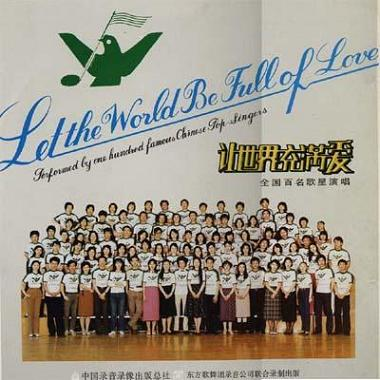 Let the World Be Full of Love
Performed by one hundred famous Chinese Top-singers
让世界充满爱
全国百名歌星演唱
中国录音录像出版总社 东方歌舞团录音公司联合录制出版